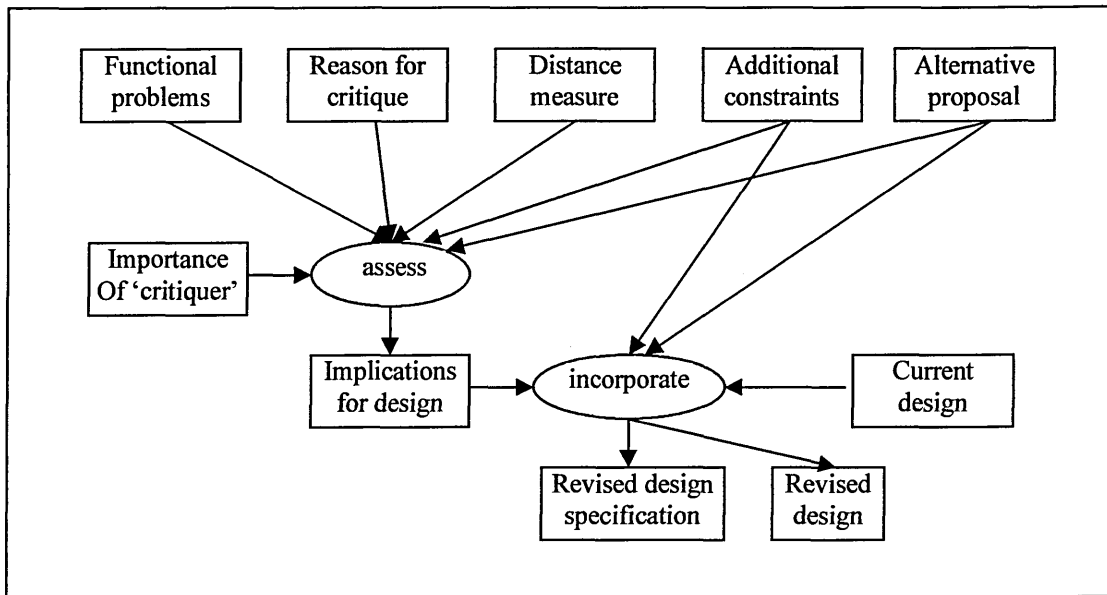 Functional
problems
Reason for
critique
Distance
measure
Additional
constraints
Alternative
proposal
Importance
Of ‘critiquer’
assess
Implications
for design
incorporate
Current
design
Revised design
specification
Revised
design